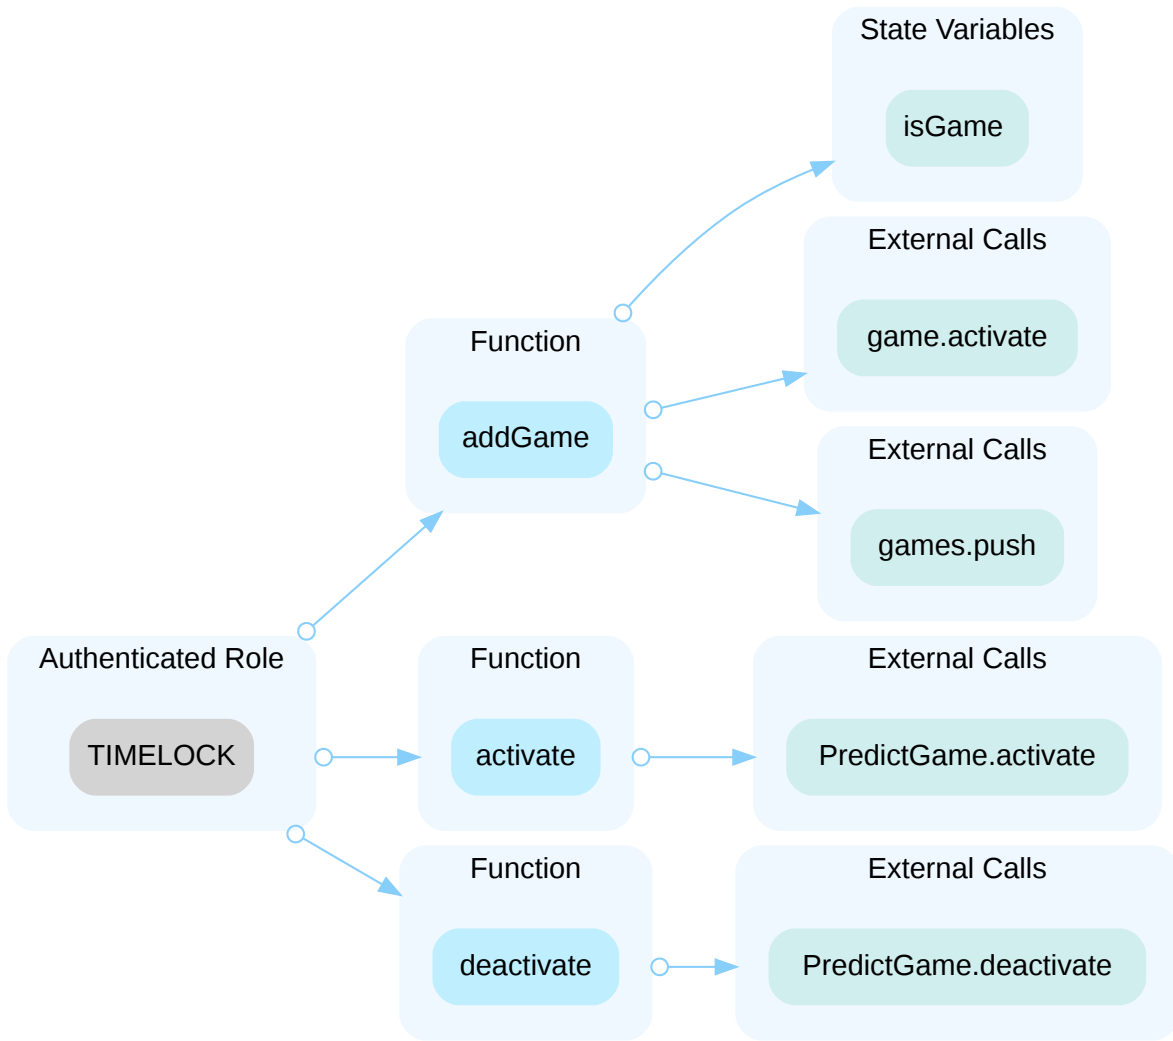 State Variables
isGame
External Calls
game.activate
Function
addGame
External Calls
games.push
Authenticated Role
TIMELOCK
Function
activate
External Calls
PredictGame.activate
Function
deactivate
External Calls
PredictGame.deactivate